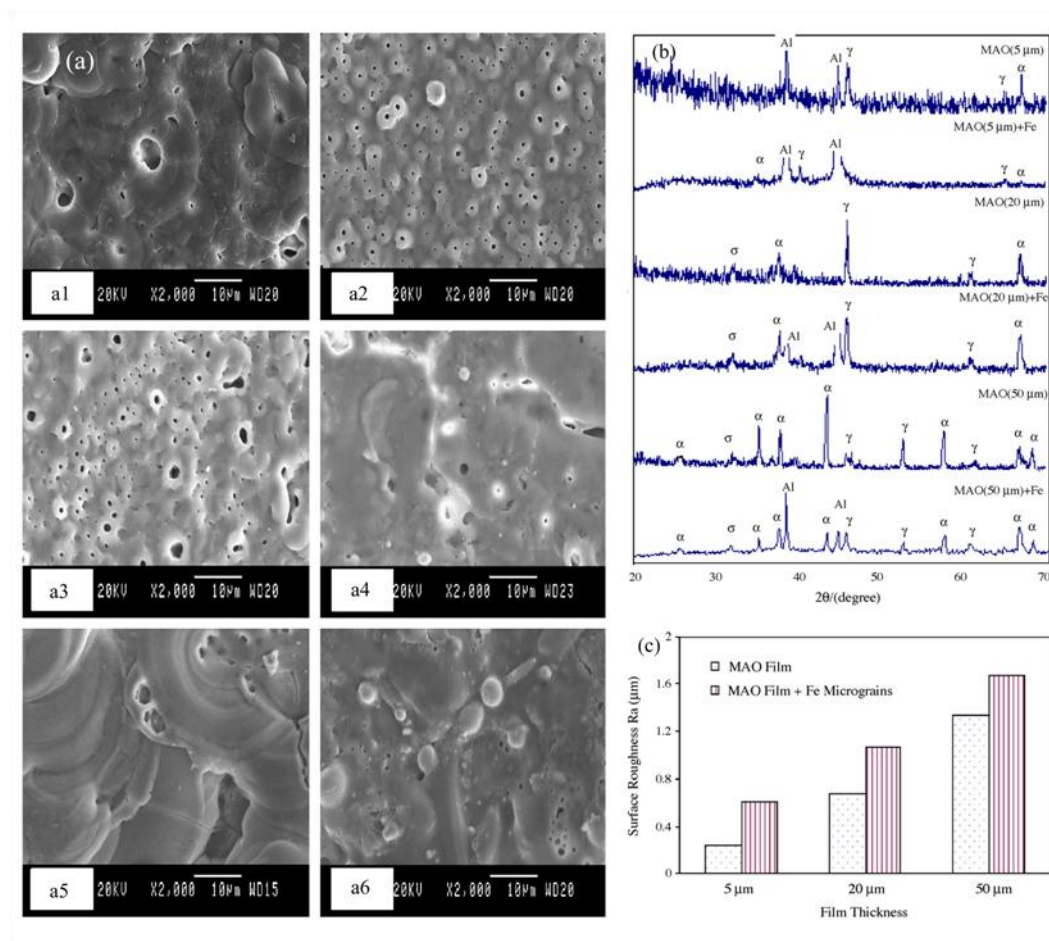 (a)
a1 20KV X2,000 10μm WD20
a2 20KV X2,000 10μm WD20
a3 20KV X2,000 10μm WD20
a4 20KV X2,000 10μm WD23
a5 20KV X2,000 10μm WD15
a6 20KV X2,000 10μm WD20
(b)
MAO(5 μm)
Al Al γ γ α
MAO(5 μm)+Fe
α Al γ Al γ α
MAO(20 μm)
σ α γ γ α
MAO(20 μm)+Fe
σ α Al Al γ γ α
MAO(50 μm)
α σ α α α γ γ α γ α α
MAO(50 μm)+Fe
α σ α α Al α Al γ γ α γ α α
20 30 40 50 60 70
2θ/(degree)
(c)
MAO Film
MAO Film + Fe Micrograins
Surface Roughness Ra (μm)
2
1.6
1.2
0.8
0.4
0
5 μm 20 μm 50 μm
Film Thickness